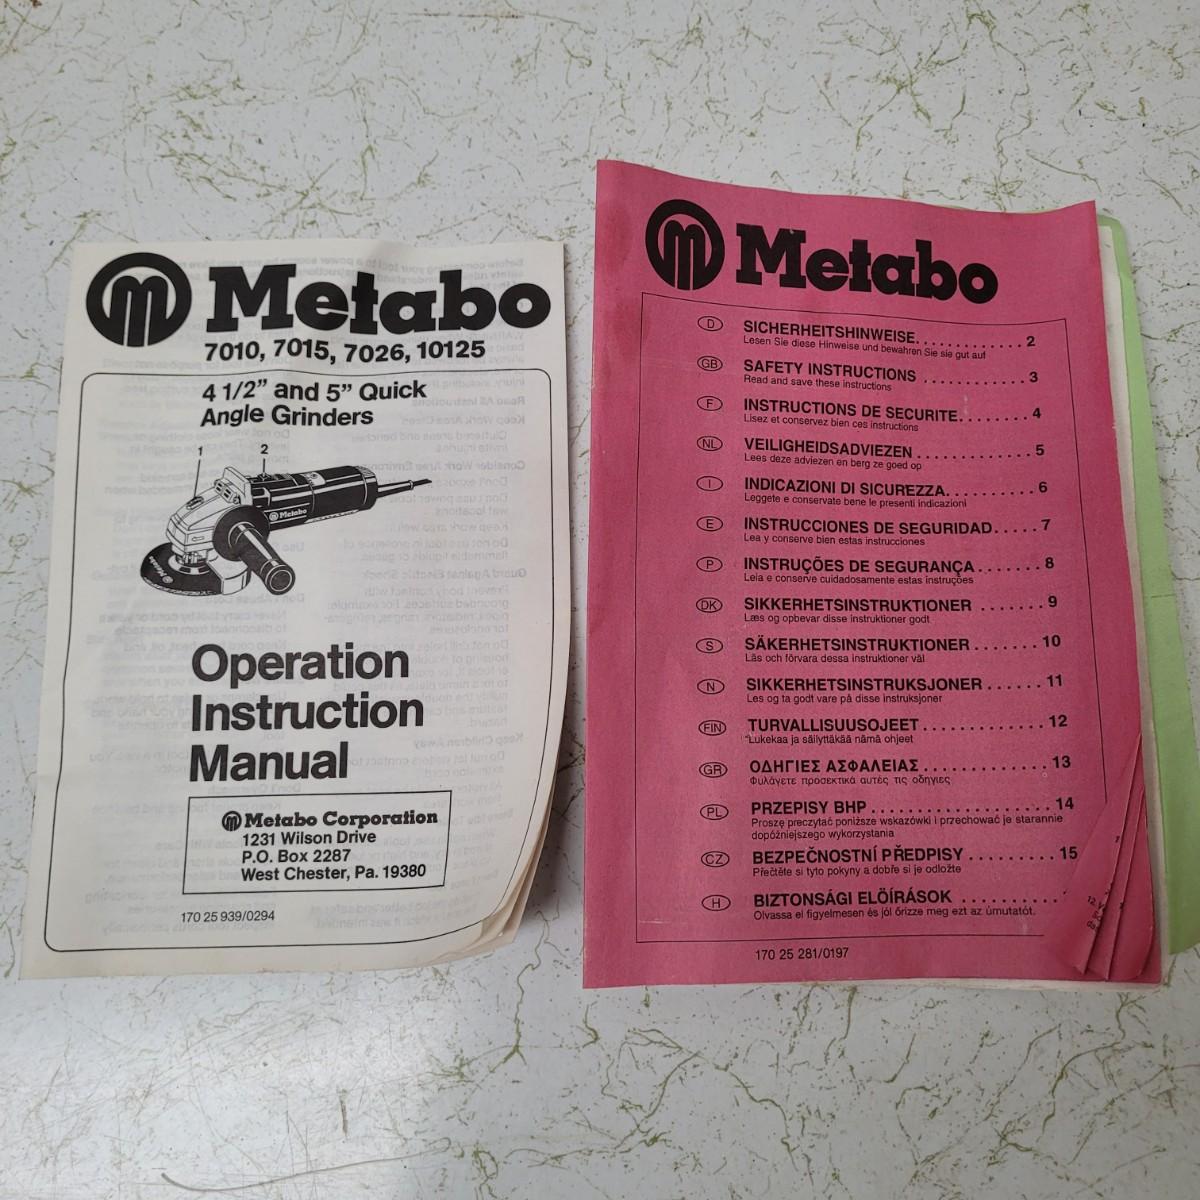 Metabo
7010, 7015, 7026, 10125
4 1/2” and 5” Quick
Angle Grinders
1
2
Metabo
Operation
Instruction
Manual
Metabo Corporation
1231 Wilson Drive
P.O. Box 2287
West Chester, Pa. 19380
170 25 939/0294
Metabo
D SICHERHEITSHINWEISE. . . . . . . . . . . . 2
Lesen Sie diese Hinweise und bewahren Sie sie gut auf
GB SAFETY INSTRUCTIONS . . . . . . . . . . . 3
Read and save these instructions
F INSTRUCTIONS DE SECURITE. . . . . . . . 4
Lisez et conservez bien ces instructions
NL VEILIGHEIDSADVIEZEN . . . . . . . . . . . . 5
Lees deze adviezen en berg ze goed op
I INDICAZIONI DI SICUREZZA. . . . . . . . . 6
Leggete e conservate bene le presenti indicazioni
E INSTRUCCIONES DE SEGURIDAD. . . . . 7
Lea y conserve bien estas instrucciones
P INSTRUÇÕES DE SEGURANÇA . . . . . . . 8
Leia e conserve cuidadosamente estas instruções
DK SIKKERHETSINSTRUKTIONER . . . . . . . 9
Læs og opbevar disse instruktioner godt
S SÄKERHETSINSTRUKTIONER . . . . . . . 10
Läs och förvara dessa instruktioner väl
N SIKKERHETSINSTRUKSJONER . . . . . . 11
Les og ta godt vare på disse instruksjoner
FIN TURVALLISUUSOJEET . . . . . . . . . . . . 12
Lukekaa ja säilyttäkää nämä ohjeet
GR ΟΔΗΓΙΕΣ ΑΣΦΑΛΕΙΑΣ . . . . . . . . . . . . 13
Φυλάγετε προσεκτικά αυτές τις οδηγιες
PL PRZEPISY BHP . . . . . . . . . . . . . . . . . . 14
Proszę preczytać poniższe wskazówki i przechować je starannie
dopóżniejszego wykorzystania
CZ BEZPEČNOSTNÍ PŘEDPISY . . . . . . . . . 15
Přečtěte si tyto pokyny a dobře si je odložte
H BIZTONSÁGI ELÖÍRÁSOK . . . . . . . . . .
Olvassa el figyelmesen és jól őrizze meg ezt az úmutatót.
170 25 281/0197